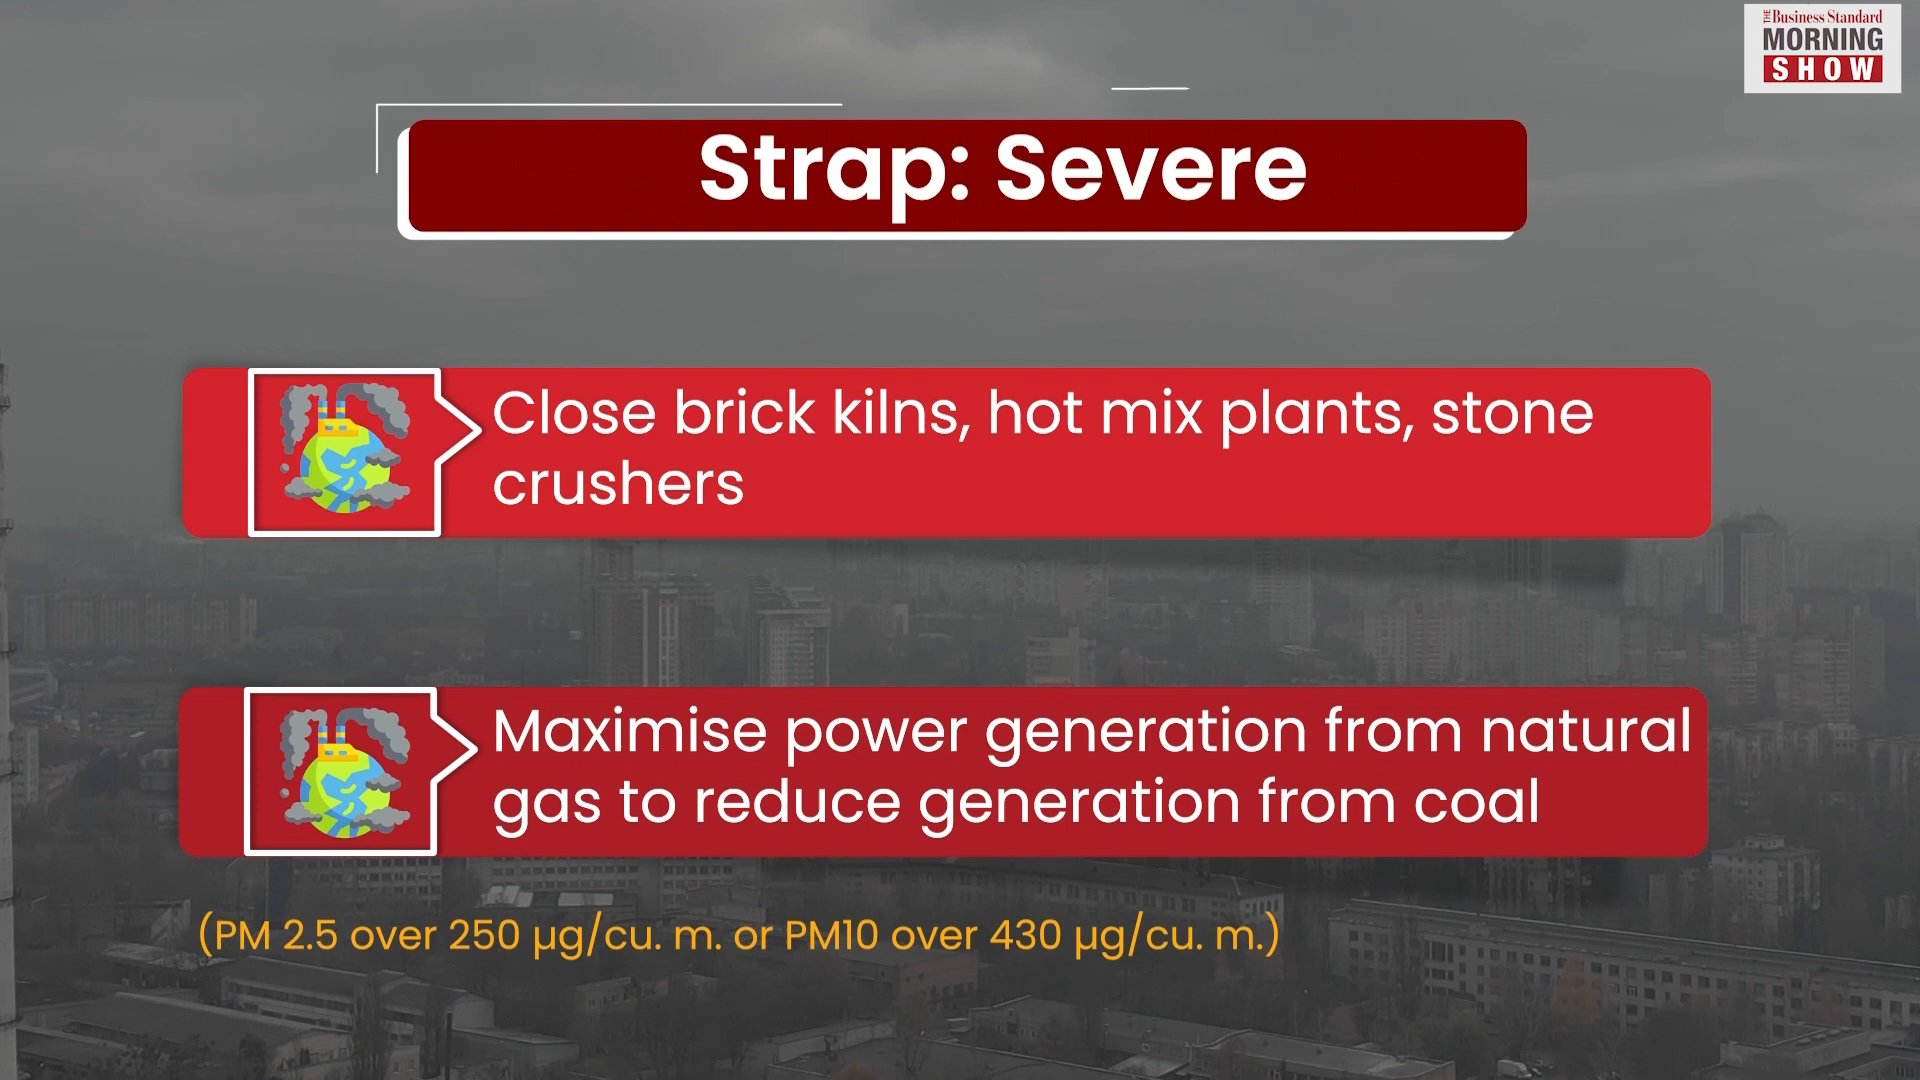 THE Business Standard
MORNING
SHOW
Strap: Severe
Close brick kilns, hot mix plants, stone
crushers
Maximise power generation from natural
gas to reduce generation from coal
(PM 2.5 over 250 µg/cu. m. or PM10 over 430 µg/cu. m.)